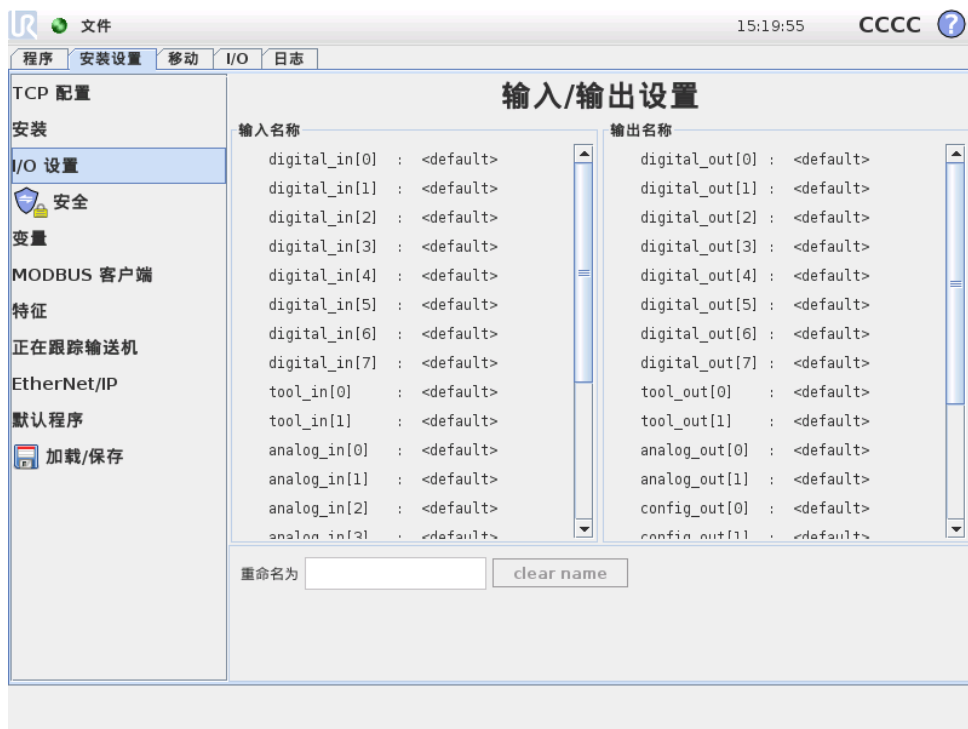 UR 文件 15:19:55 CCCC ?
程序 安装设置 移动 I/O 日志
TCP 配置
安装
I/O 设置
安全
变量
MODBUS 客户端
特征
正在跟踪输送机
EtherNet/IP
默认程序
加载/保存
输入/输出设置
输入名称
digital_in[0] : <default>
digital_in[1] : <default>
digital_in[2] : <default>
digital_in[3] : <default>
digital_in[4] : <default>
digital_in[5] : <default>
digital_in[6] : <default>
digital_in[7] : <default>
tool_in[0] : <default>
tool_in[1] : <default>
analog_in[0] : <default>
analog_in[1] : <default>
analog_in[2] : <default>
analog_in[3] : <default>
输出名称
digital_out[0] : <default>
digital_out[1] : <default>
digital_out[2] : <default>
digital_out[3] : <default>
digital_out[4] : <default>
digital_out[5] : <default>
digital_out[6] : <default>
digital_out[7] : <default>
tool_out[0] : <default>
tool_out[1] : <default>
analog_out[0] : <default>
analog_out[1] : <default>
config_out[0] : <default>
config_out[1] : <default>
重命名为 clear name